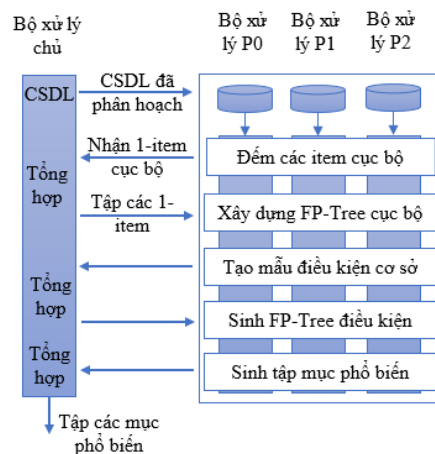 Bộ xử lý
chủ
Bộ xử
lý P0
Bộ xử
lý P1
Bộ xử
lý P2
CSDL
CSDL đã
phân hoạch
Nhận 1-item
cục bộ
Đếm các item cục bộ
Tổng
hợp
Tập các 1-
item
Xây dựng FP-Tree cục bộ
Tạo mẫu điều kiện cơ sở
Tổng
hợp
Sinh FP-Tree điều kiện
Tổng
hợp
Sinh tập mục phổ biến
Tập các mục
phổ biến